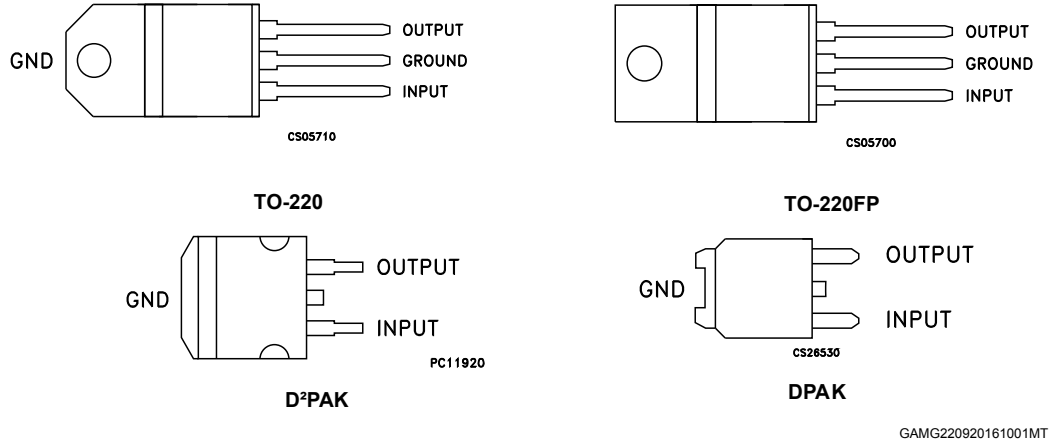 GND
OUTPUT
GROUND
INPUT
CS05710
TO-220
OUTPUT
GROUND
INPUT
CS05700
TO-220FP
GND
OUTPUT
INPUT
PC11920
D²PAK
GND
OUTPUT
INPUT
CS26530
DPAK
GAMG220920161001MT